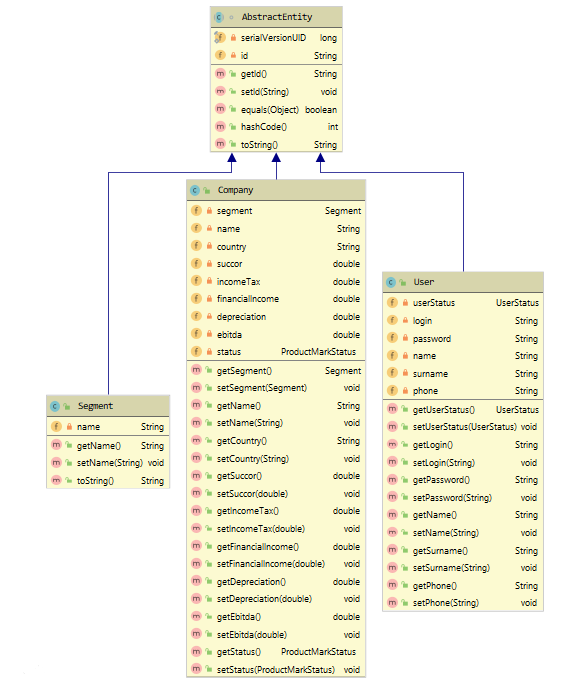 AbstractEntity
serialVersionUID long
id String
getId() String
setId(String) void
equals(Object) boolean
hashCode() int
toString() String
Company
segment Segment
name String
country String
succor double
incomeTax double
financialIncome double
depreciation double
ebitda double
status ProductMarkStatus
getSegment() Segment
setSegment(Segment) void
getName() String
setName(String) void
getCountry() String
setCountry(String) void
getSuccor() double
setSuccor(double) void
getIncomeTax() double
setIncomeTax(double) void
getFinancialIncome() double
setFinancialIncome(double) void
getDepreciation() double
setDepreciation(double) void
getEbitda() double
setEbitda(double) void
getStatus() ProductMarkStatus
setStatus(ProductMarkStatus) void
User
userStatus UserStatus
login String
password String
name String
surname String
phone String
getUserStatus() UserStatus
setUserStatus(UserStatus) void
getLogin() String
setLogin(String) void
getPassword() String
setPassword(String) void
getName() String
setName(String) void
getSurname() String
setSurname(String) void
getPhone() String
setPhone(String) void
Segment
name String
getName() String
setName(String) void
toString() String